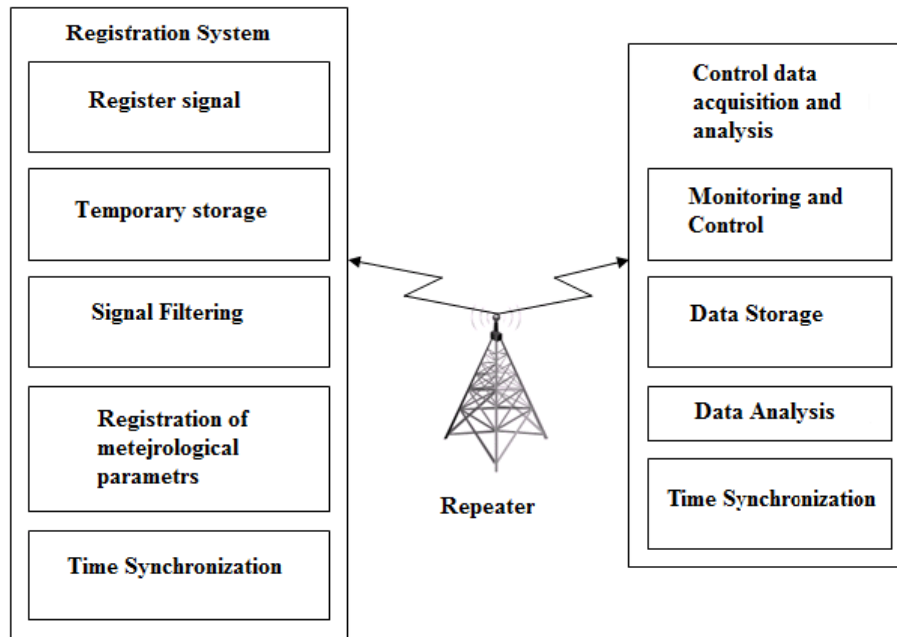 Registration System
Register signal
Temporary storage
Signal Filtering
Registration of
metejrological
parametrs
Time Synchronization
Repeater
Control data
acquisition and
analysis
Monitoring and
Control
Data Storage
Data Analysis
Time Synchronization